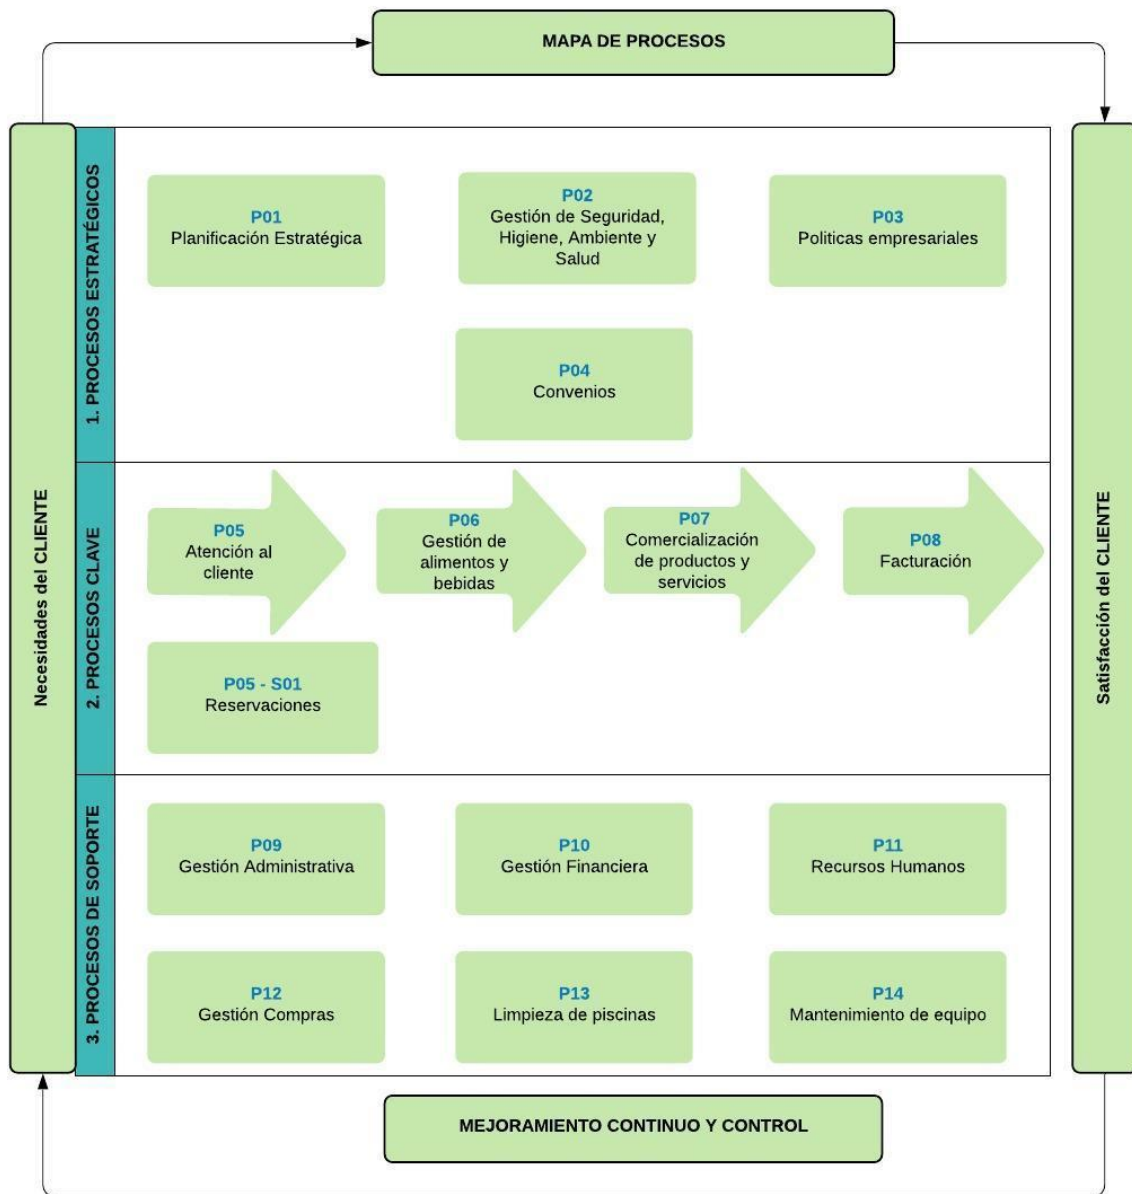 MAPA DE PROCESOS
Necesidades del CLIENTE
1. PROCESOS ESTRATÉGICOS
P01
Planificación Estratégica
P02
Gestión de Seguridad,
Higiene, Ambiente y
Salud
P03
Politicas empresariales
P04
Convenios
2. PROCESOS CLAVE
P05
Atención al
cliente
P06
Gestión de
alimentos y
bebidas
P07
Comercialización
de productos y
servicios
P08
Facturación
P05 - S01
Reservaciones
3. PROCESOS DE SOPORTE
P09
Gestión Administrativa
P10
Gestión Financiera
P11
Recursos Humanos
P12
Gestión Compras
P13
Limpieza de piscinas
P14
Mantenimiento de equipo
Satisfacción del CLIENTE
MEJORAMIENTO CONTINUO Y CONTROL